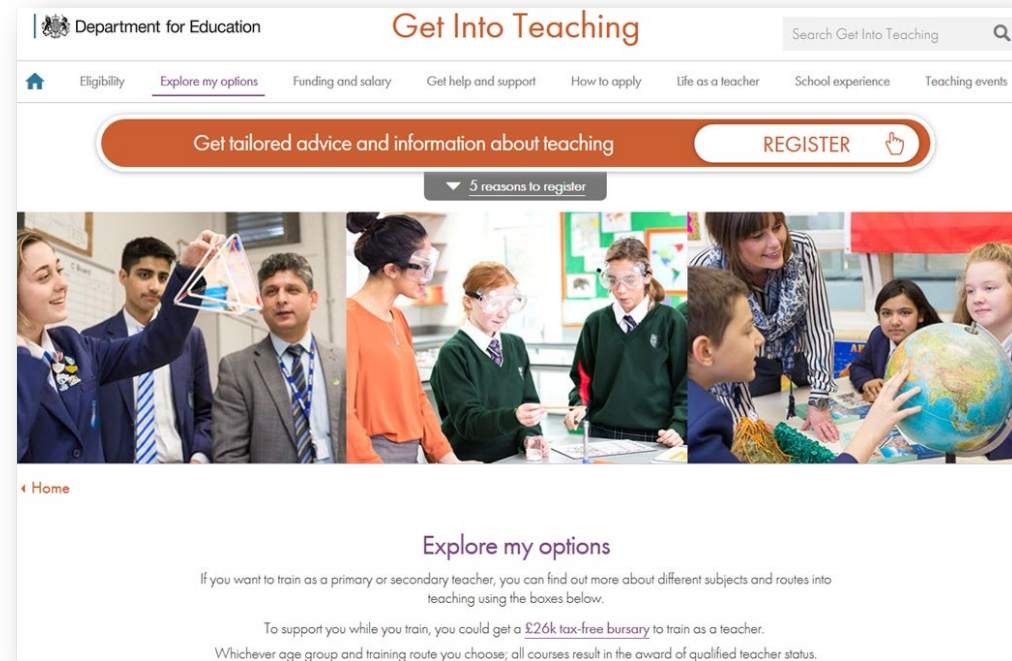 Department for Education
Get Into Teaching
Search Get Into Teaching
Eligibility
Explore my options
Funding and salary
Get help and support
How to apply
Life as a teacher
School experience
Teaching events
Get tailored advice and information about teaching
REGISTER
5 reasons to register
Home
Explore my options
If you want to train as a primary or secondary teacher, you can find out more about different subjects and routes into
teaching using the boxes below.
To support you while you train, you could get a £26k tax-free bursary to train as a teacher.
Whichever age group and training route you choose; all courses result in the award of qualified teacher status.